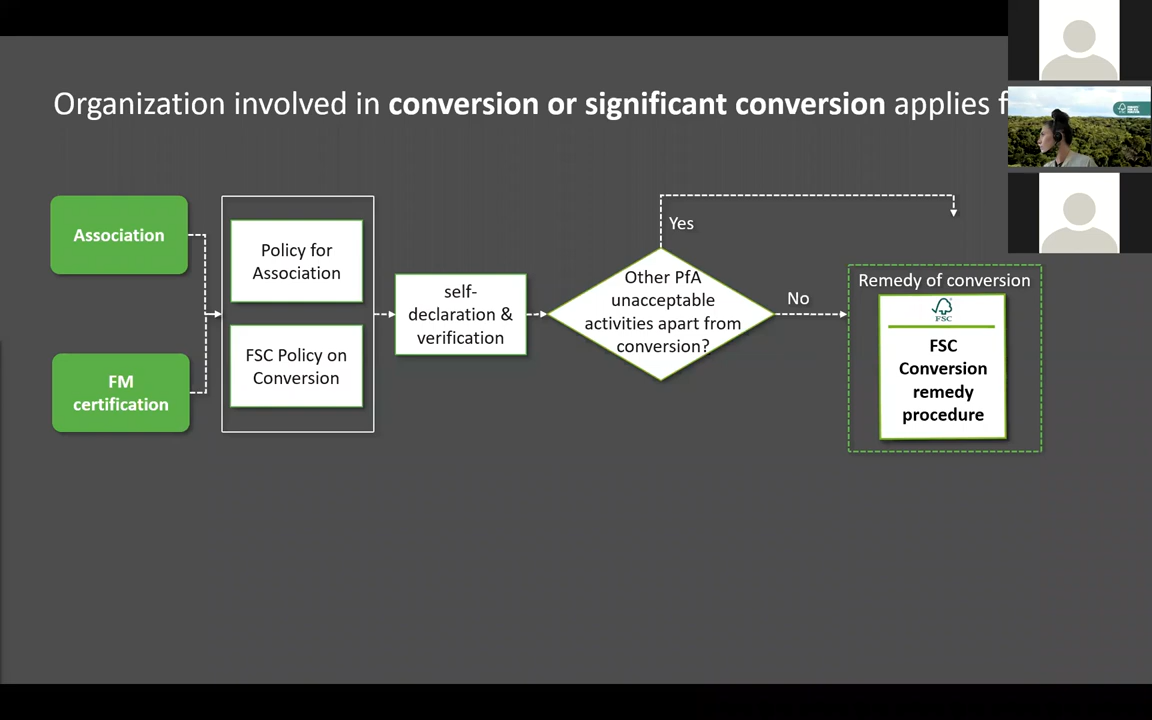 Organization involved in conversion or significant conversion applies f
Association
Policy for
Association
FSC Policy on
Conversion
FM
certification
self-
declaration &
verification
Yes
Other PfA
unacceptable
activities apart from
conversion?
No
Remedy of conversion
FSC
FSC
Conversion
remedy
procedure